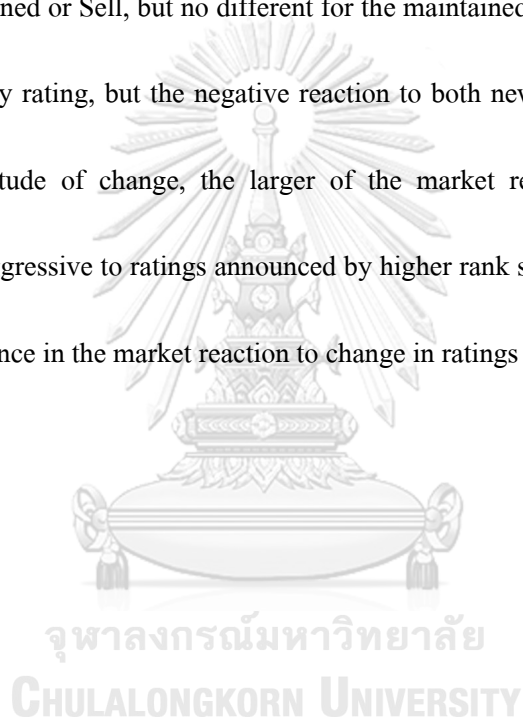 ned or Sell, but no different for the maintained
y rating, but the negative reaction to both new
tude of change, the larger of the market re
gressive to ratings announced by higher rank s
nce in the market reaction to change in ratings
จุฬาลงกรณ์มหาวิทยาลัย
CHULALONGKORN UNIVERSITY